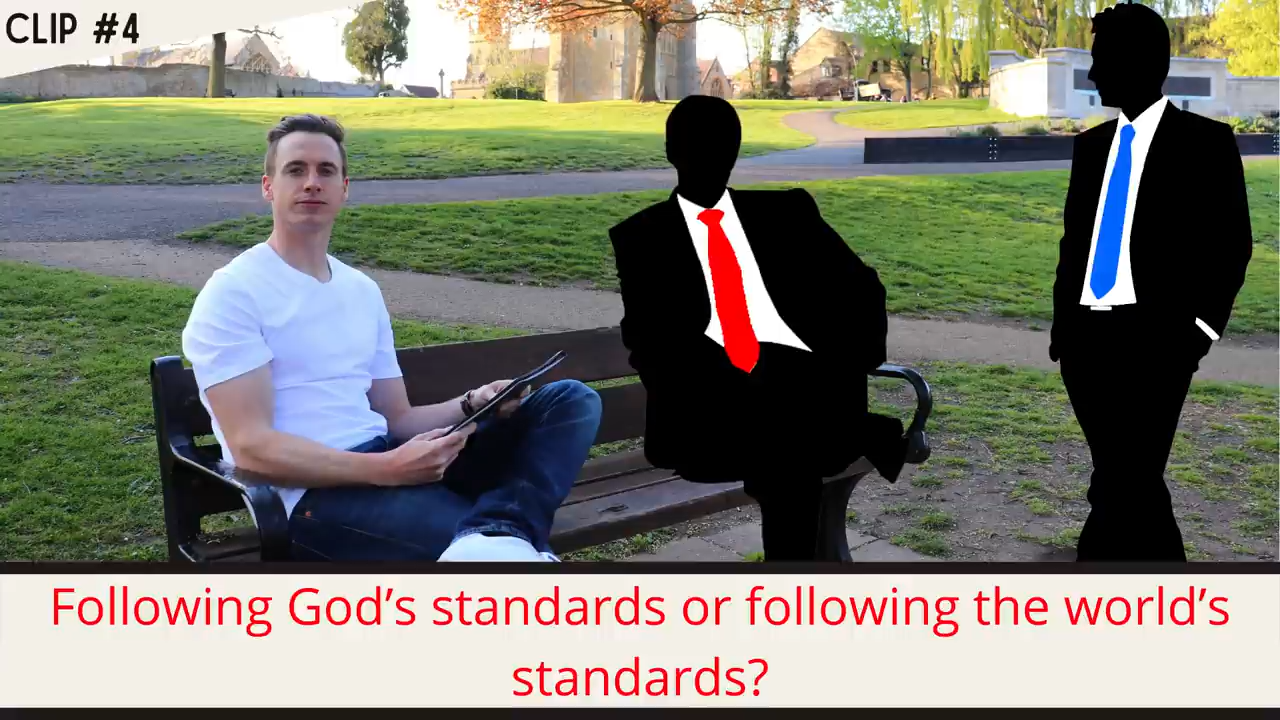 CLIP #4
Following God’s standards or following the world’s
standards?